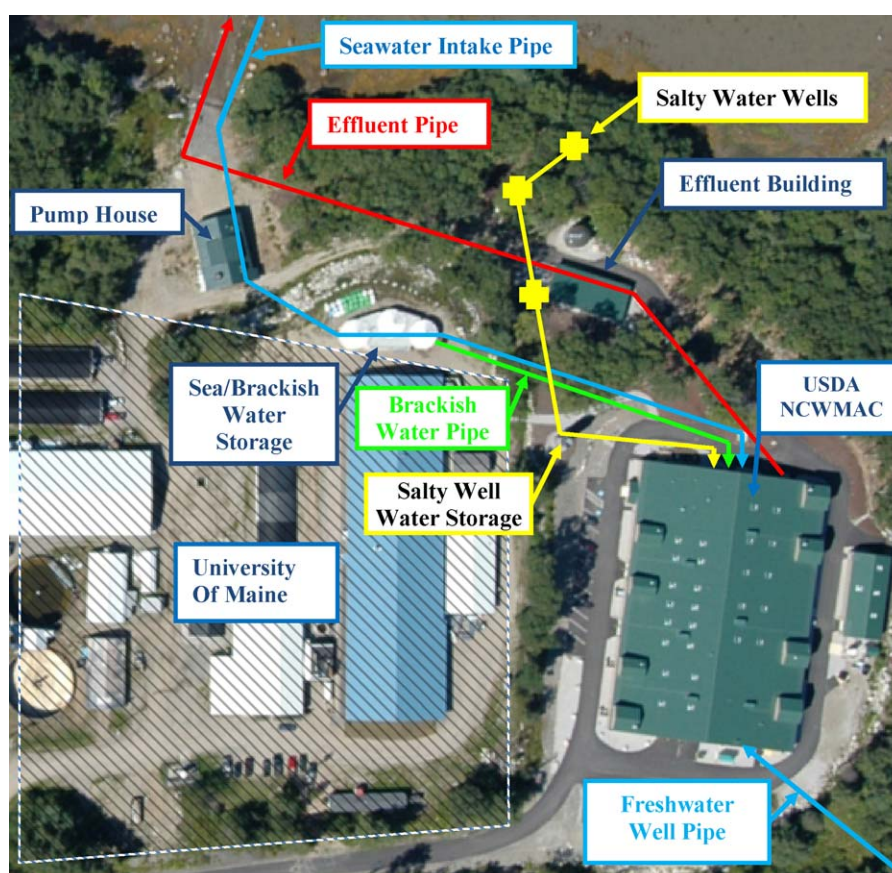 Seawater Intake Pipe
Salty Water Wells
Effluent Pipe
Effluent Building
Pump House
Sea/Brackish
Water
Storage
Brackish
Water Pipe
USDA
NCWMAC
Salty Well
Water Storage
University
Of Maine
Freshwater
Well Pipe